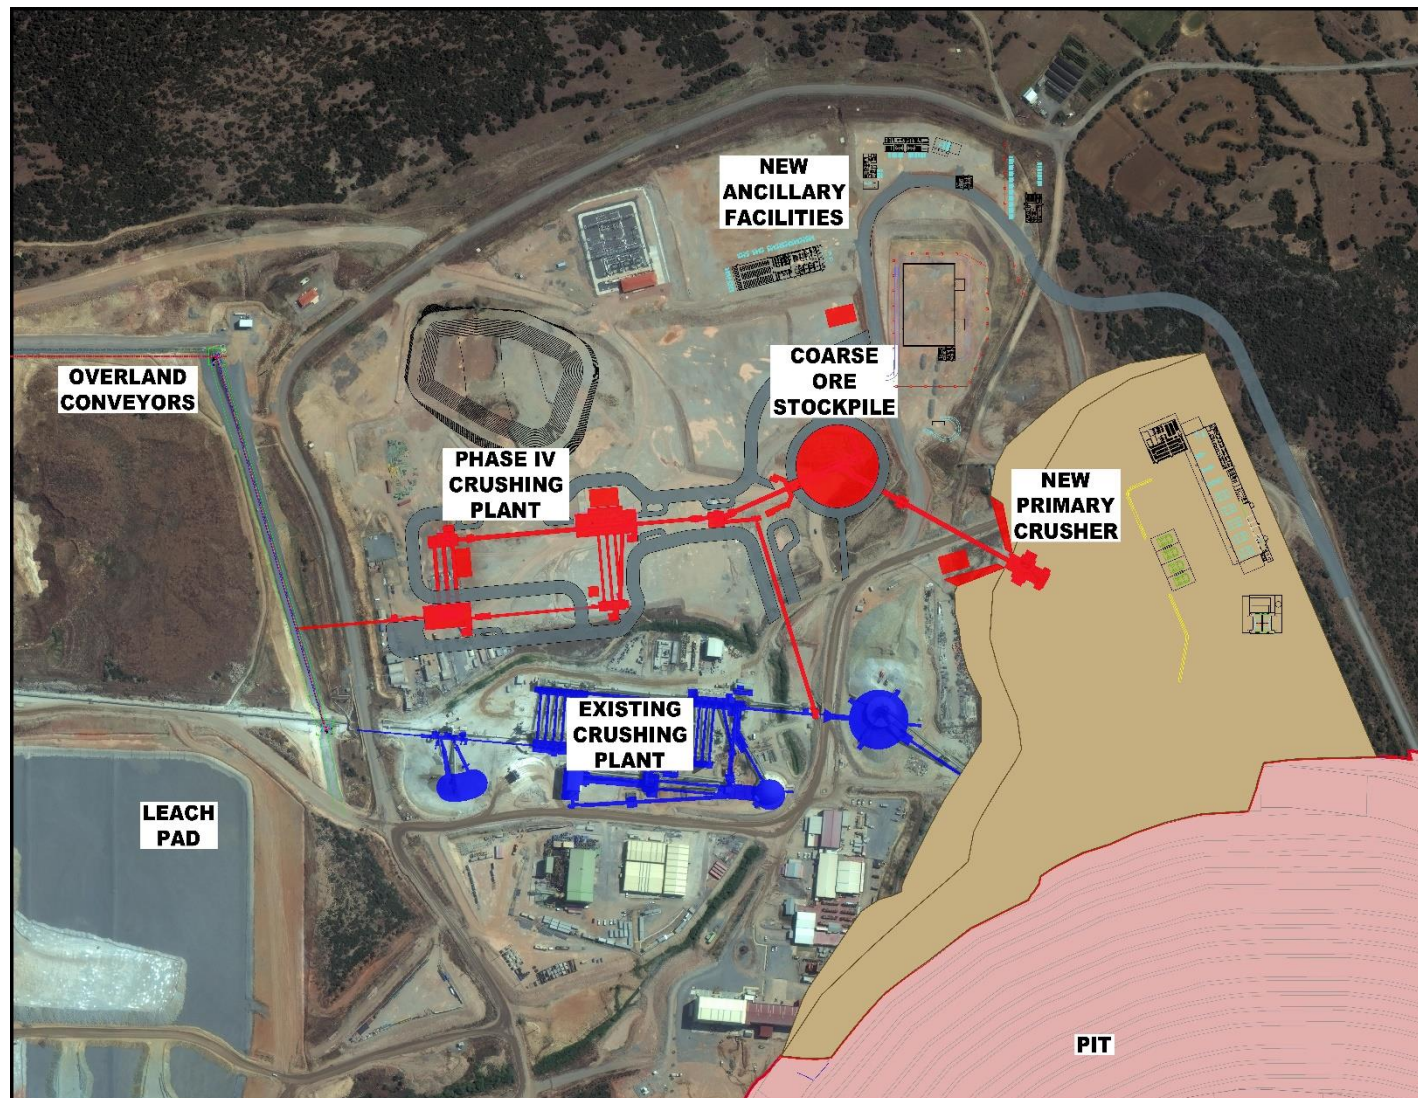 NEW
ANCILLARY
FACILITIES
OVERLAND
CONVEYORS
COARSE
ORE
STOCKPILE
PHASE IV
CRUSHING
PLANT
NEW
PRIMARY
CRUSHER
EXISTING
CRUSHING
PLANT
LEACH
PAD
PIT